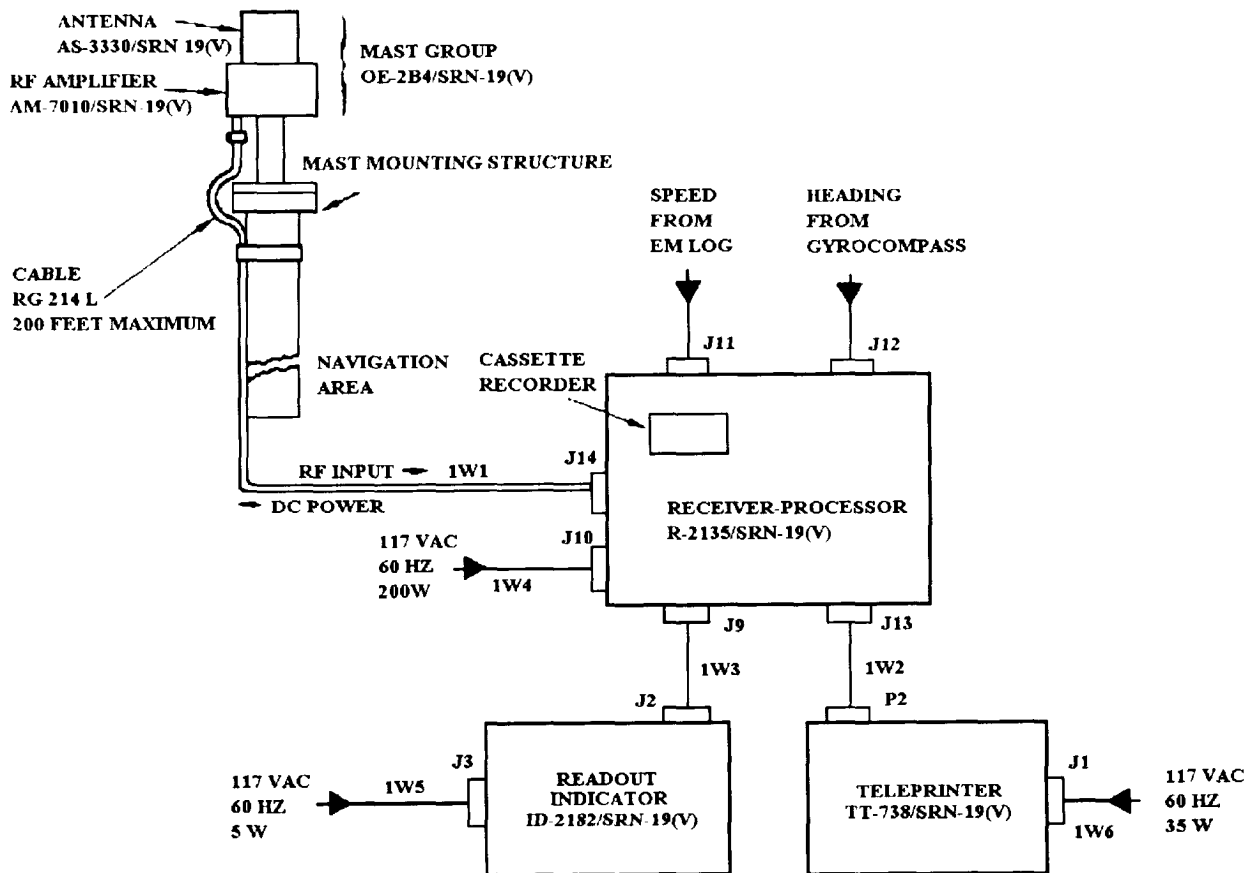 ANTENNA
AS-3330/SRN 19(V)
RF AMPLIFIER
AM-7010/SRN-19(V)
MAST GROUP
OE-2B4/SRN-19(V)
MAST MOUNTING STRUCTURE
CABLE
RG 214 L
200 FEET MAXIMUM
NAVIGATION
AREA
SPEED
FROM
EM LOG
HEADING
FROM
GYROCOMPASS
J11
J12
CASSETTE
RECORDER
RF INPUT
1W1
J14
DC POWER
RECEIVER-PROCESSOR
R-2135/SRN-19(V)
117 VAC
60 HZ
200W
1W4
J10
J9
J13
1W3
1W2
J2
P2
117 VAC
60 HZ
5 W
1W5
J3
READOUT
INDICATOR
ID-2182/SRN-19(V)
TELEPRINTER
TT-738/SRN-19(V)
J1
1W6
117 VAC
60 HZ
35 W